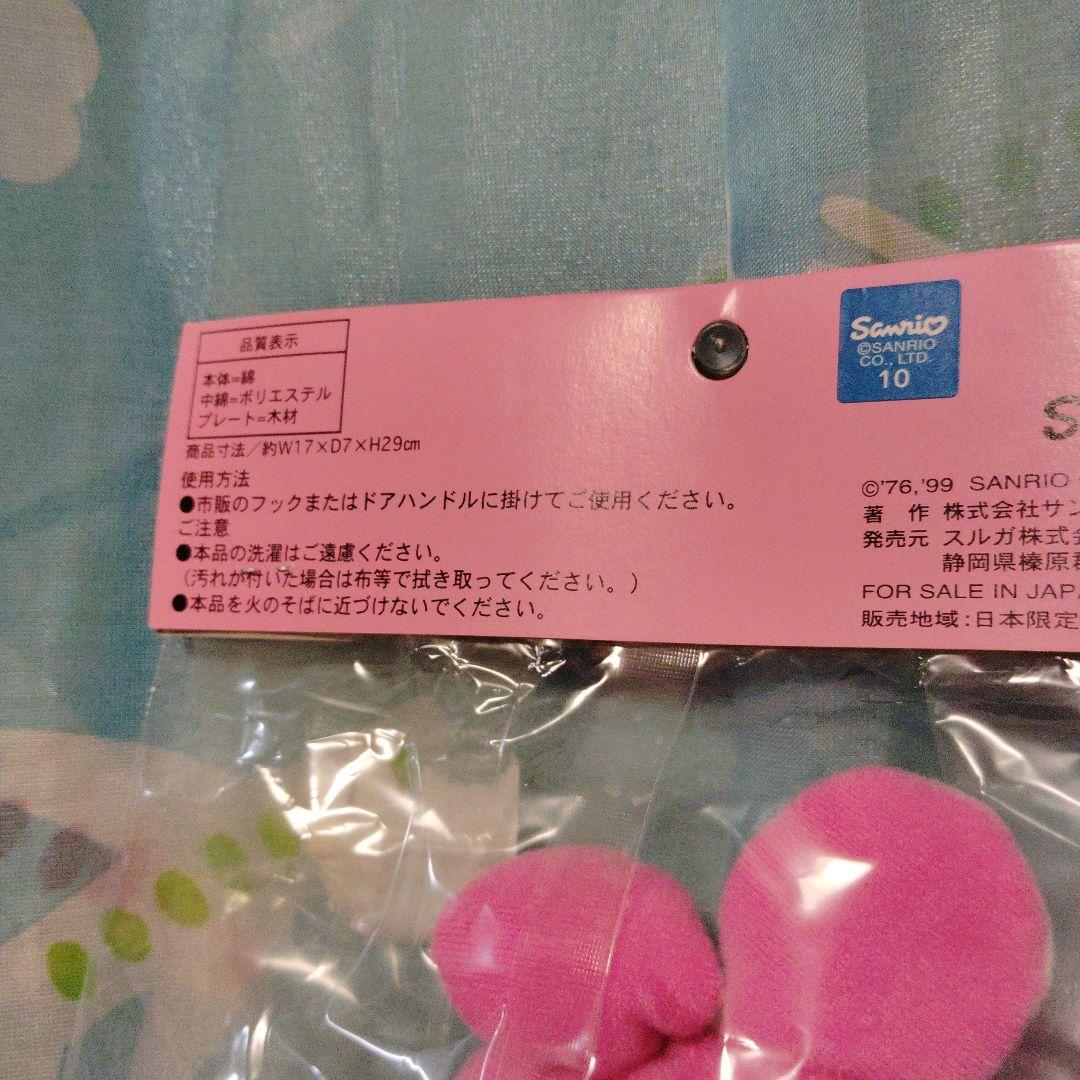 品質表示
本体=綿
中綿=ポリエステル
プレート=木材
商品寸法/約W17×D7×H29cm
使用方法
●市販のフックまたはドアハンドルに掛けてご使用ください。
ご注意
●本品の洗濯はご遠慮ください。
(汚れが付いた場合は布等で拭き取ってください。)
●本品を火のそばに近づけないでください。
Sanrio
©SANRIO
CO., LTD.
10
S
©'76,'99 SANRIO
著 作 株式会社サン
発売元 スルガ株式会
静岡県榛原郡
FOR SALE IN JAPA
販売地域:日本限定